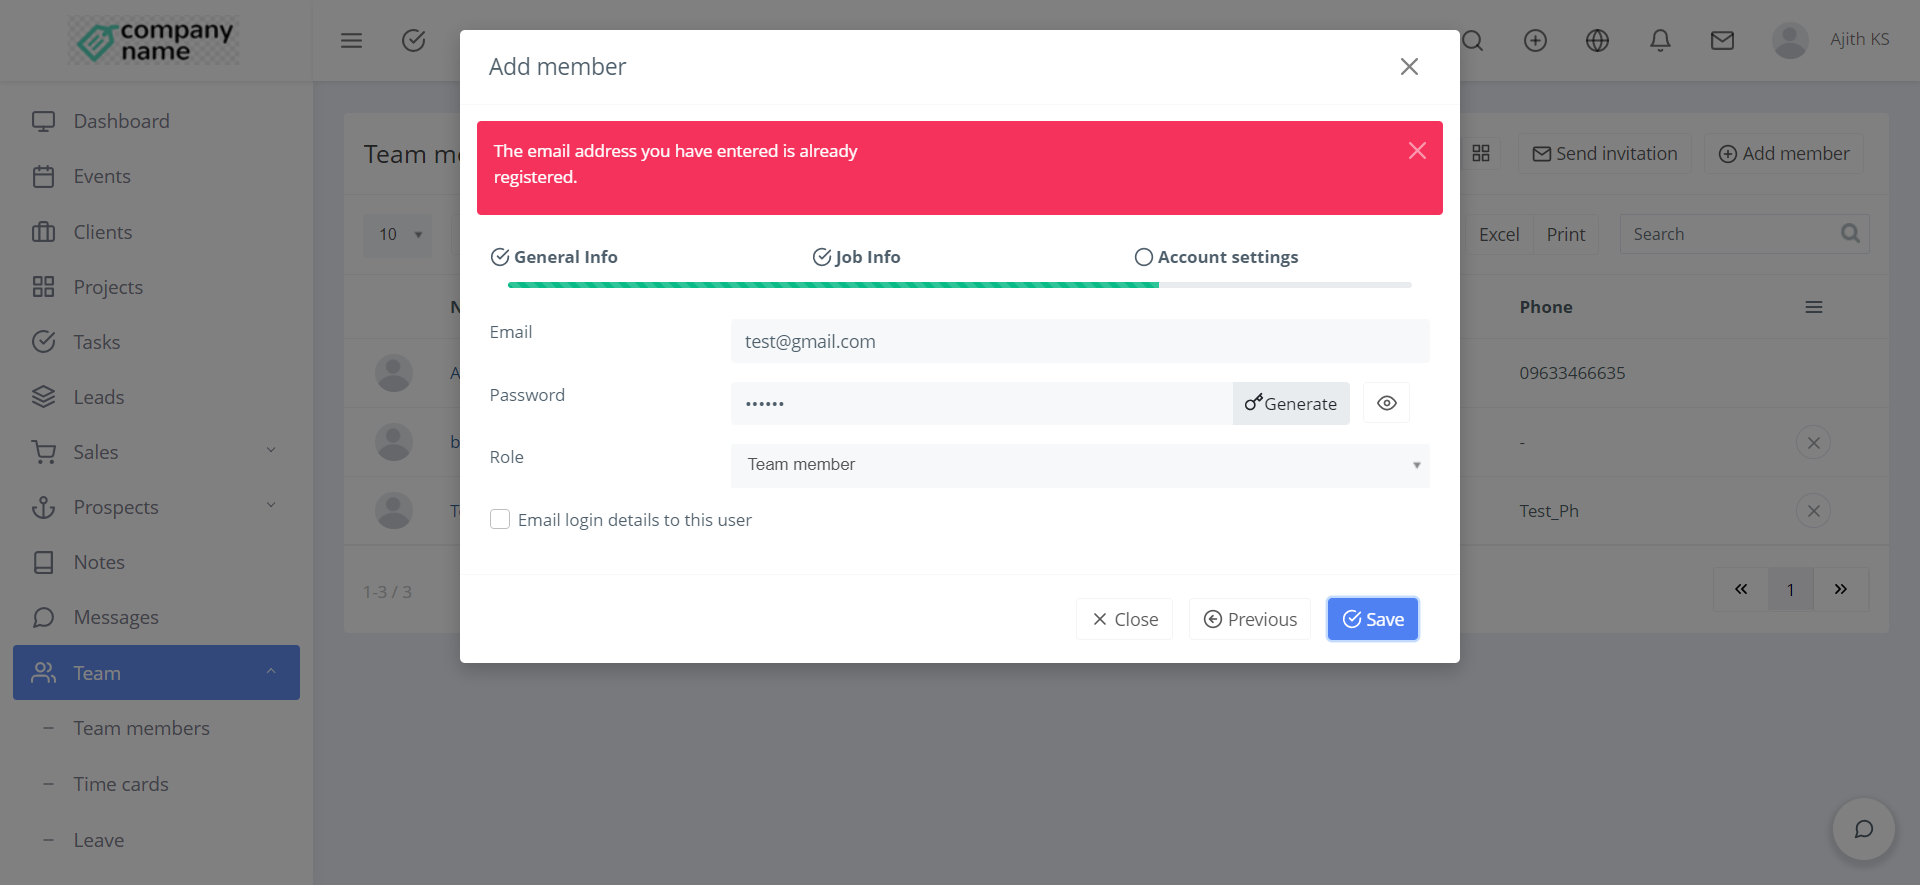 company
name
Ajith KS
Dashboard
Events
Clients
Projects
Tasks
Leads
Sales
Prospects
Notes
Messages
Team
Team members
Time cards
Leave
Team me
Send invitation
Add member
10
Excel
Print
Search
Phone
A
09633466635
b
-
Test_Ph
1-3 / 3
1
Add member
The email address you have entered is already
registered.
General Info
Job Info
Account settings
Email
test@gmail.com
Password
••••••
Generate
Role
Team member
Email login details to this user
Close
Previous
Save